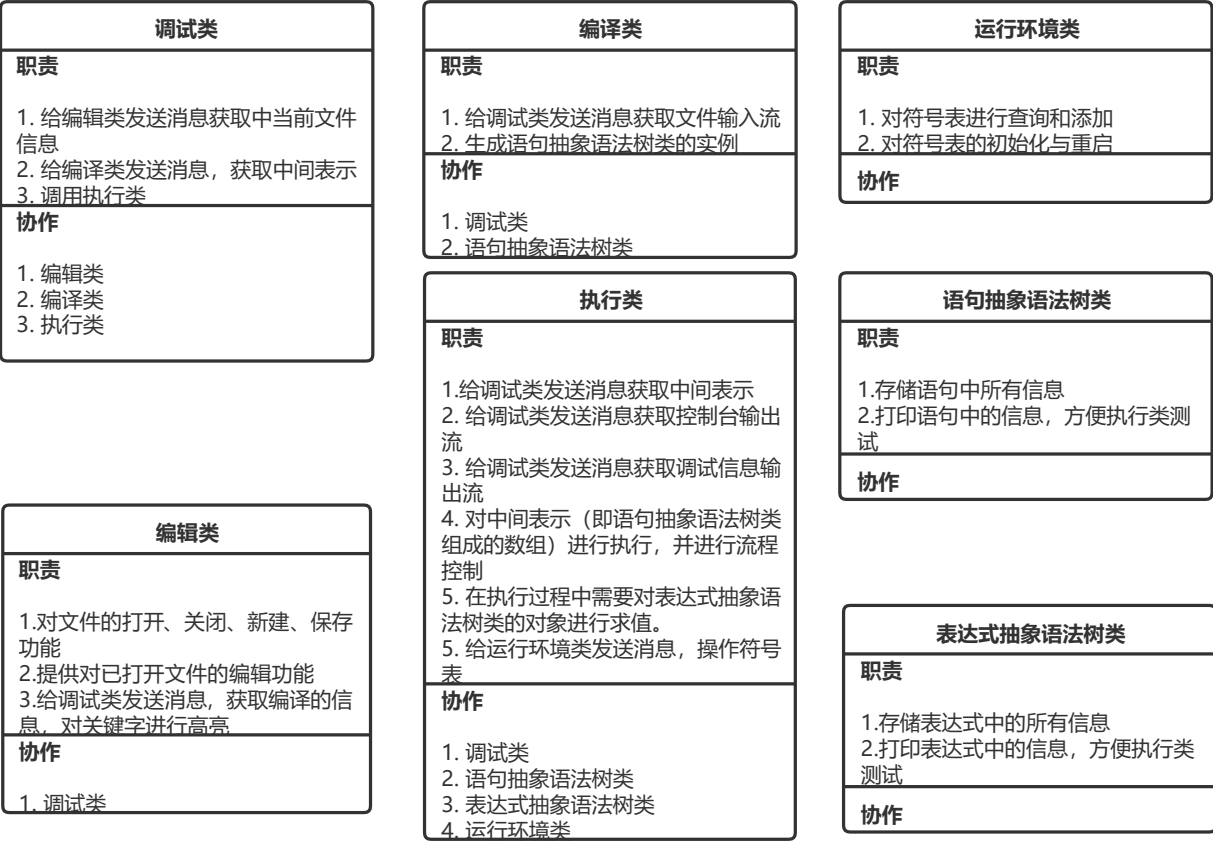 调试类
职责
1. 给编辑类发送消息获取中当前文件
信息
2. 给编译类发送消息，获取中间表示
3. 调用执行类
协作
1. 编辑类
2. 编译类
3. 执行类
编译类
职责
1. 给调试类发送消息获取文件输入流
2. 生成语句抽象语法树类的实例
协作
1. 调试类
2. 语句抽象语法树类
运行环境类
职责
1. 对符号表进行查询和添加
2. 对符号表的初始化与重启
协作
执行类
职责
1.给调试类发送消息获取中间表示
2. 给调试类发送消息获取控制台输出
流
3. 给调试类发送消息获取调试信息输
出流
4. 对中间表示（即语句抽象语法树类
组成的数组）进行执行，并进行流程
控制
5. 在执行过程中需要对表达式抽象语
法树类的对象进行求值。
5. 给运行环境类发送消息，操作符号
表
协作
1. 调试类
2. 语句抽象语法树类
3. 表达式抽象语法树类
4. 运行环境类
语句抽象语法树类
职责
1.存储语句中所有信息
2.打印语句中的信息，方便执行类测
试
协作
编辑类
职责
1.对文件的打开、关闭、新建、保存
功能
2.提供对已打开文件的编辑功能
3.给调试类发送消息，获取编译的信
息，对关键字进行高亮
协作
1. 调试类
表达式抽象语法树类
职责
1.存储表达式中的所有信息
2.打印表达式中的信息，方便执行类
测试
协作